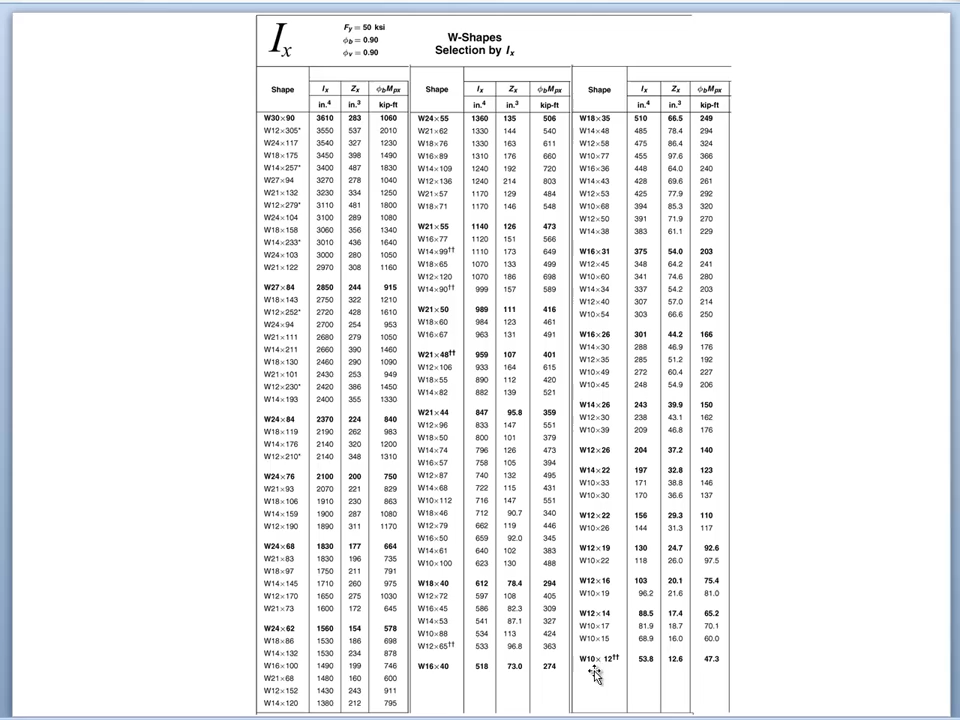 Ix
Fy = 50 ksi
ϕb = 0.90
ϕv = 0.90
W-Shapes
Selection by Ix
Shape Ix Zx ϕbMpx Shape Ix Zx ϕbMpx Shape Ix Zx ϕbMpx
in.4 in.3 kip-ft in.4 in.3 kip-ft in.4 in.3 kip-ft
W30×90 3610 283 1060
W12×305* 3550 537 2010
W24×117 3540 327 1230
W18×175 3450 398 1490
W14×257* 3400 487 1830
W27×94 3270 278 1040
W21×132 3230 334 1250
W12×279* 3110 481 1800
W24×104 3100 289 1080
W18×158 3060 356 1340
W14×233* 3010 436 1640
W24×103 3000 280 1050
W21×122 2970 308 1160
W27×84 2850 244 915
W18×143 2750 322 1210
W12×252* 2720 428 1610
W24×94 2700 254 953
W21×111 2680 279 1050
W14×211 2660 390 1460
W18×130 2460 290 1090
W21×101 2430 253 949
W12×230* 2420 386 1450
W14×193 2400 355 1330
W24×84 2370 224 840
W18×119 2190 262 983
W14×176 2140 320 1200
W12×210* 2140 348 1310
W24×76 2100 200 750
W21×93 2070 221 829
W18×106 1910 230 863
W14×159 1900 287 1080
W12×190 1890 311 1170
W24×68 1830 177 664
W21×83 1830 196 735
W18×97 1750 211 791
W14×145 1710 260 975
W12×170 1650 275 1030
W21×73 1600 172 645
W24×62 1560 154 578
W18×86 1530 186 698
W14×132 1530 234 878
W16×100 1490 199 746
W21×68 1480 160 600
W12×152 1430 243 911
W14×120 1380 212 795
W24×55 1360 135 506
W21×62 1330 144 540
W18×76 1330 163 611
W16×89 1310 176 660
W14×109 1240 192 720
W12×136 1240 214 803
W21×57 1170 129 484
W18×71 1170 146 548
W21×55 1140 126 473
W16×77 1120 151 566
W14×99†† 1110 173 649
W18×65 1070 133 499
W12×120 1070 186 698
W14×90†† 999 157 589
W21×50 989 111 416
W18×60 984 123 461
W16×67 963 131 491
W21×48†† 959 107 401
W12×106 933 164 615
W18×55 890 112 420
W14×82 882 139 521
W21×44 847 95.8 359
W12×96 833 147 551
W18×50 800 101 379
W14×74 796 126 473
W16×57 758 105 394
W12×87 740 132 495
W14×68 722 115 431
W10×112 716 147 551
W18×46 712 90.7 340
W12×79 662 119 446
W16×50 659 92.0 345
W14×61 640 102 383
W10×100 623 130 488
W18×40 612 78.4 294
W12×72 597 108 405
W16×45 586 82.3 309
W14×53 541 87.1 327
W10×88 534 113 424
W12×65†† 533 96.8 363
W16×40 518 73.0 274
W18×35 510 66.5 249
W14×48 485 78.4 294
W12×58 475 86.4 324
W10×77 455 97.6 366
W16×36 448 64.0 240
W14×43 428 69.6 261
W12×53 425 77.9 292
W10×68 394 85.3 320
W12×50 391 71.9 270
W14×38 383 61.1 229
W16×31 375 54.0 203
W12×45 348 64.2 241
W10×60 341 74.6 280
W14×34 337 54.2 203
W12×40 307 57.0 214
W10×54 303 66.6 250
W16×26 301 44.2 166
W14×30 288 46.9 176
W12×35 285 51.2 192
W10×49 272 60.4 227
W10×45 248 54.9 206
W14×26 243 39.9 150
W12×30 238 43.1 162
W10×39 209 46.8 176
W12×26 204 37.2 140
W14×22 197 32.8 123
W10×33 171 38.8 146
W10×30 170 36.6 137
W12×22 156 29.3 110
W10×26 144 31.3 117
W12×19 130 24.7 92.6
W10×22 118 26.0 97.5
W12×16 103 20.1 75.4
W10×19 96.2 21.6 81.0
W12×14 88.5 17.4 65.2
W10×17 81.9 18.7 70.1
W10×15 68.9 16.0 60.0
W10× 12†† 53.8 12.6 47.3